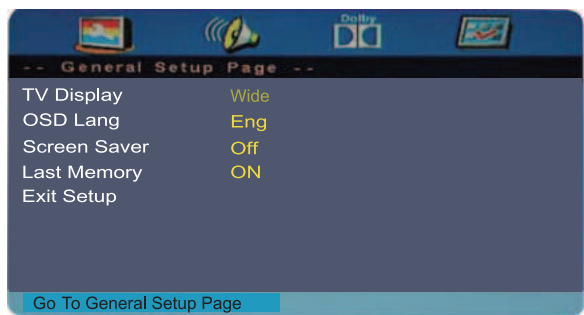 Dolby
-- General Setup Page --
TV Display Wide
OSD Lang Eng
Screen Saver Off
Last Memory ON
Exit Setup
Go To General Setup Page